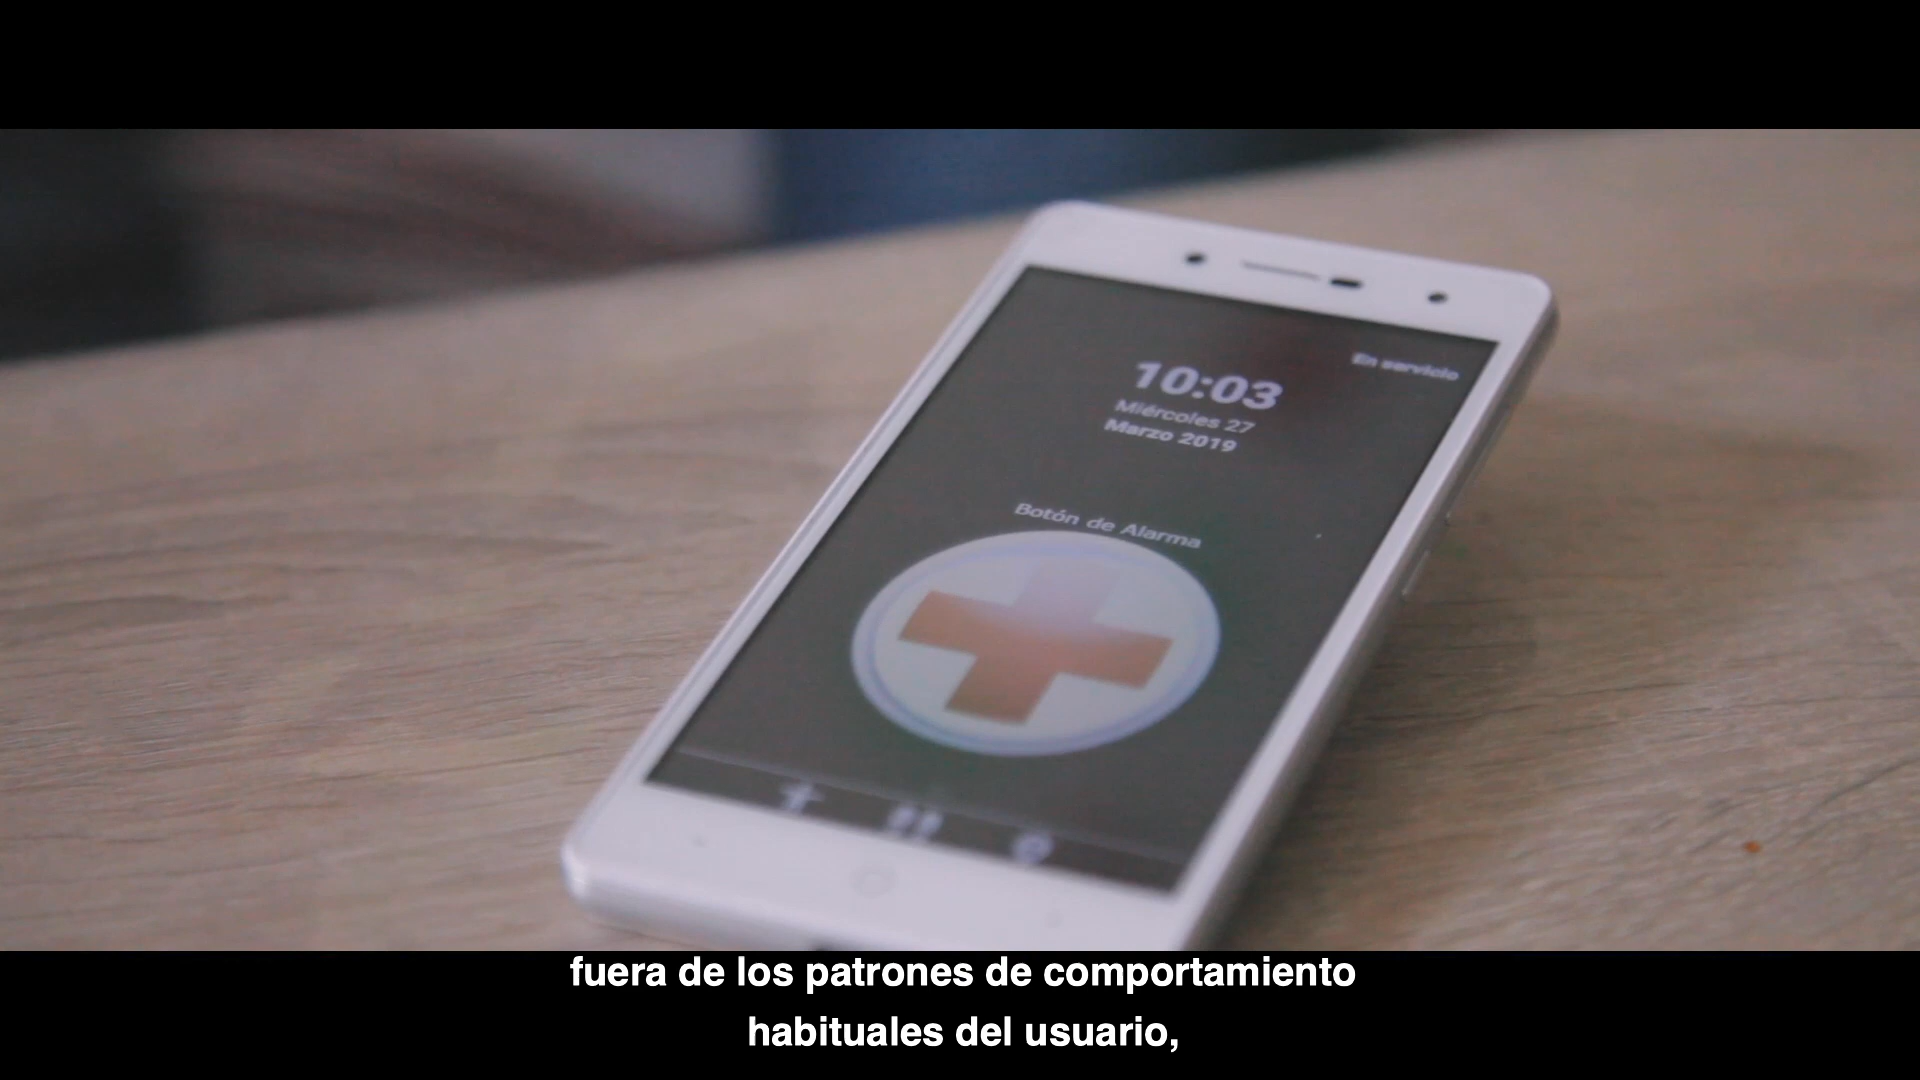 En servicio
10:03
Miércoles 27
Marzo 2019
Botón de Alarma
fuera de los patrones de comportamiento
habituales del usuario,